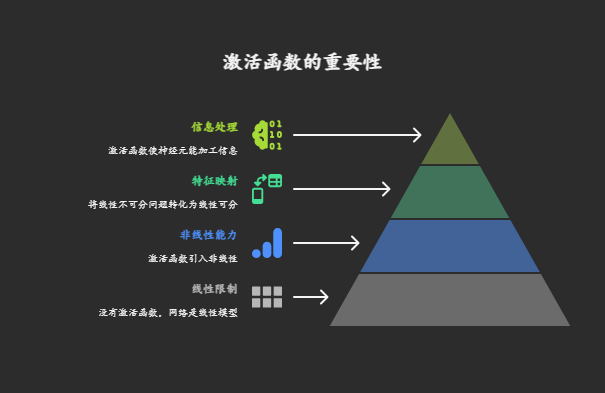 激活函数的重要性
信息处理
激活函数使神经元能加工信息
01
10
01
特征映射
将线性不可分问题转化为线性可分
非线性能力
激活函数引入非线性
线性限制
没有激活函数，网络是线性模型